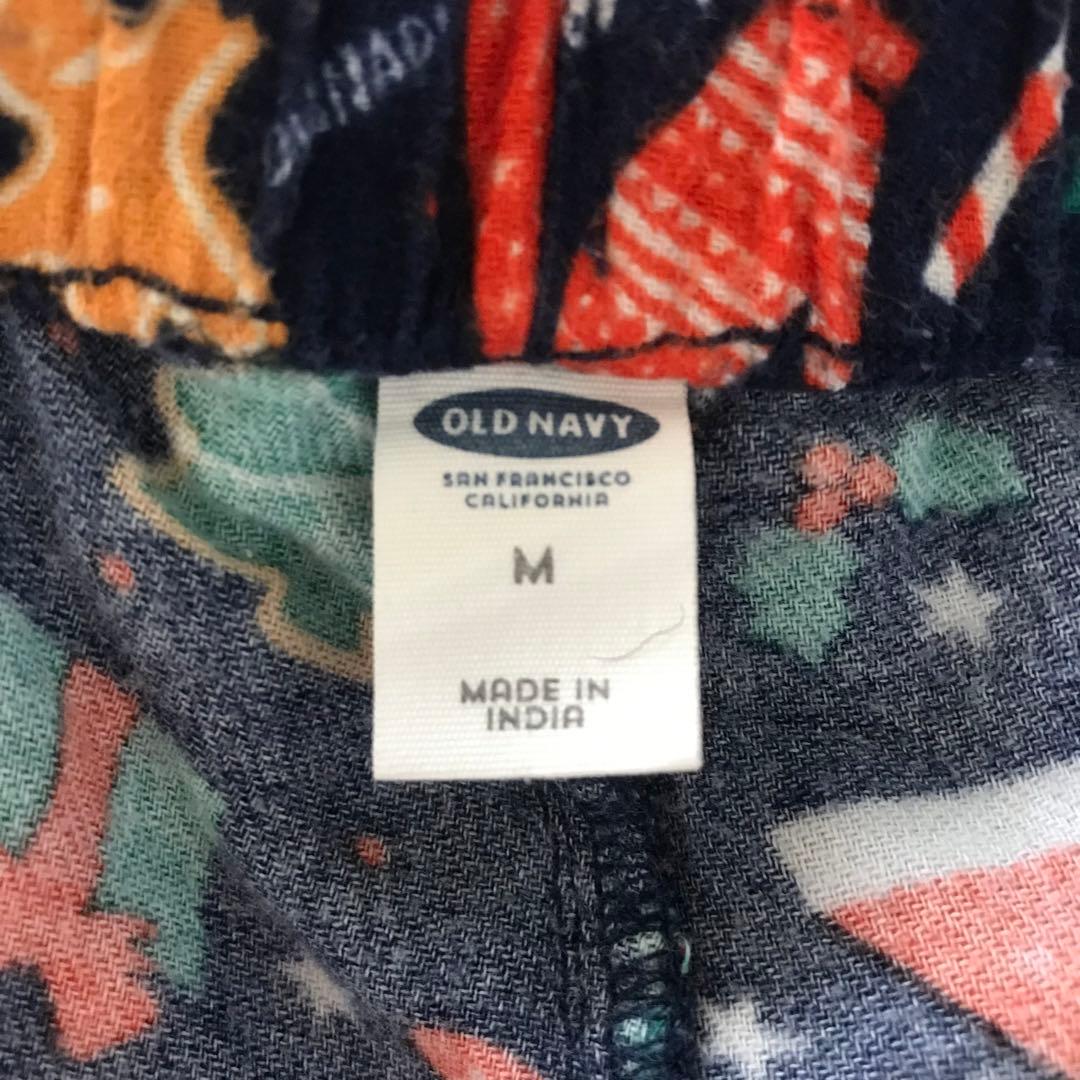 OLD NAVY
SAN FRANCISCO
CALIFORNIA
M
MADE IN
INDIA